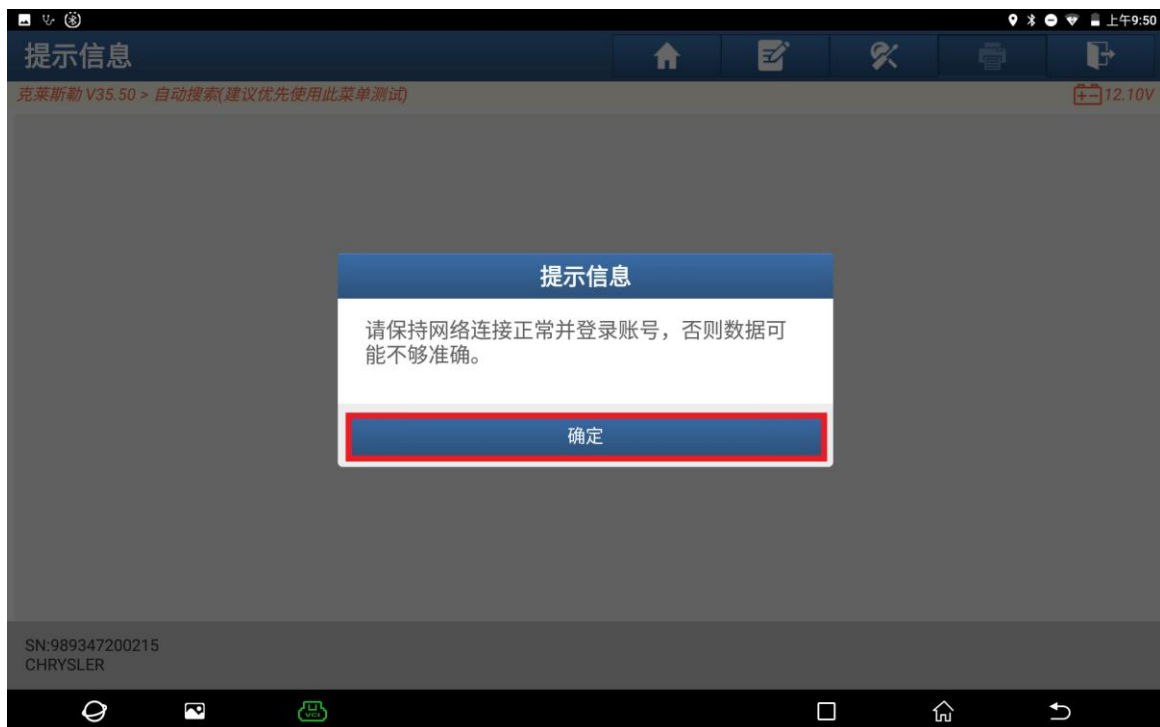 上午9:50
提示信息
克莱斯勒 V35.50 > 自动搜索(建议优先使用此菜单测试)
12.10V
提示信息
请保持网络连接正常并登录账号，否则数据可
能不够准确。
确定
SN:989347200215
CHRYSLER
VCI